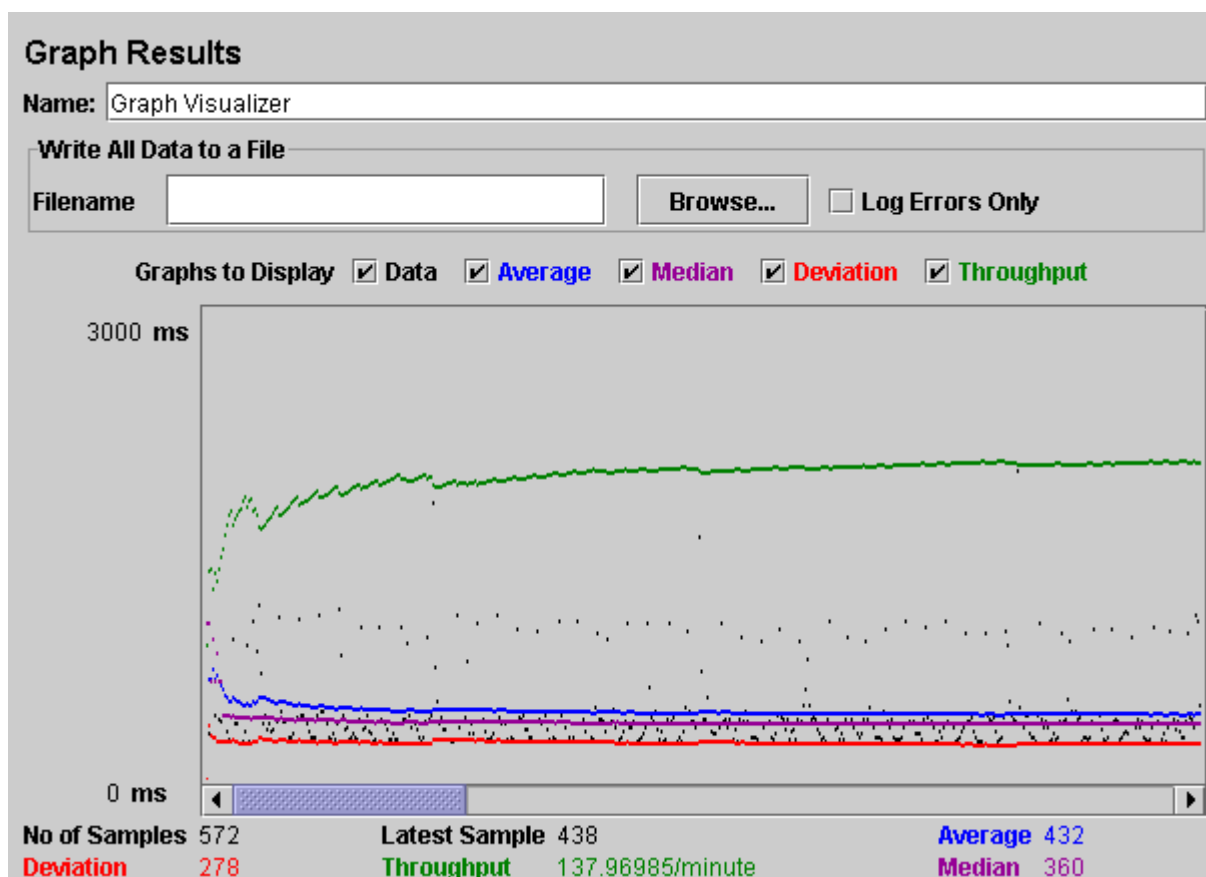 Graph Results
Name: Graph Visualizer
Write All Data to a File
Filename Browse... Log Errors Only
Graphs to Display Data Average Median Deviation Throughput
3000 ms
0 ms
No of Samples 572 Latest Sample 438 Average 432
Deviation 278 Throughput 137.96985/minute Median 360